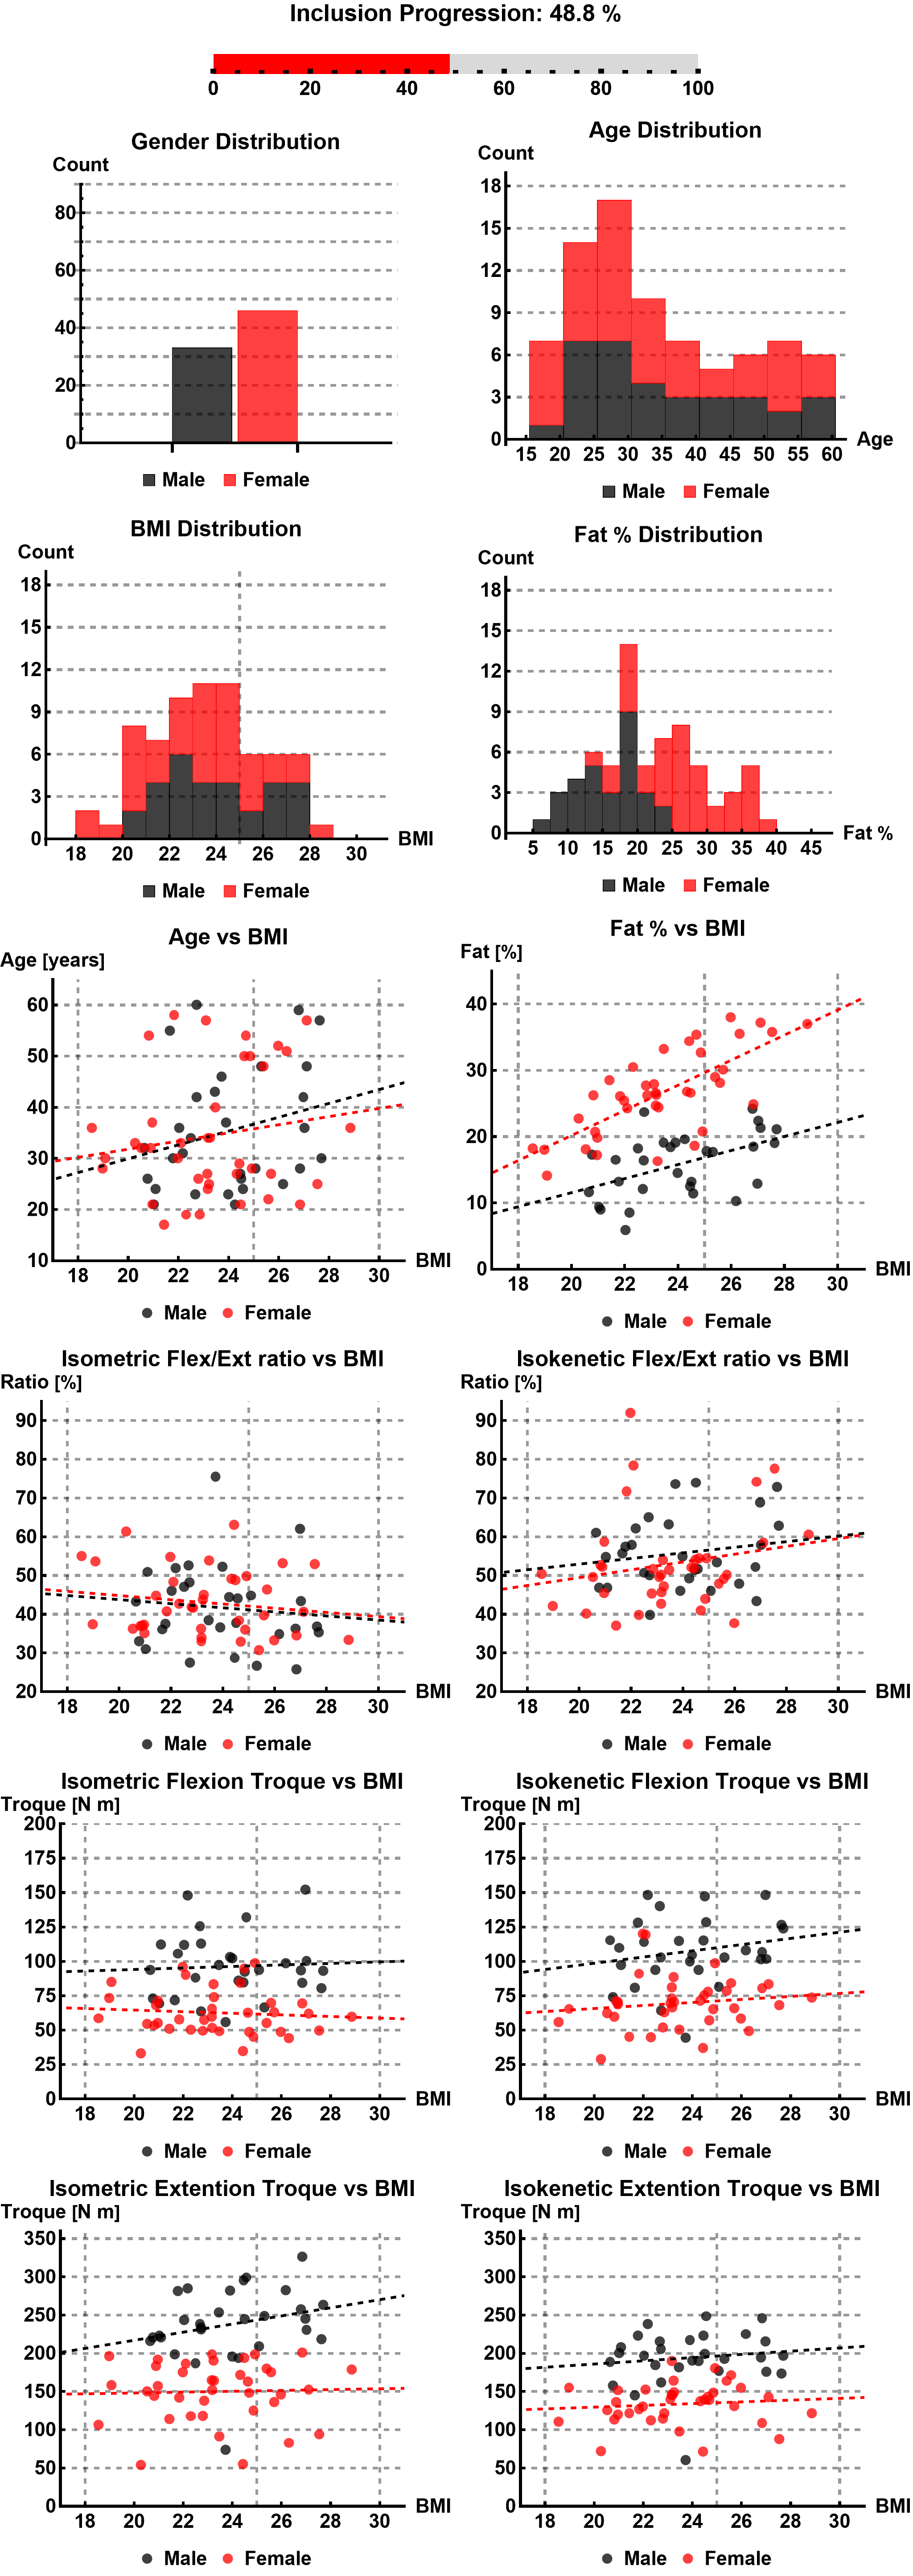 Inclusion Progression: 48.8 %
0 20 40 60 80 100
Gender Distribution
Count
80
60
40
20
0
Male Female
Age Distribution
Count
18
15
12
9
6
3
0
15 20 25 30 35 40 45 50 55 60 Age
Male Female
BMI Distribution
Count
18
15
12
9
6
3
0
18 20 22 24 26 28 30 BMI
Male Female
Fat % Distribution
Count
18
15
12
9
6
3
0
5 10 15 20 25 30 35 40 45 Fat %
Male Female
Age vs BMI
Age [years]
60
50
40
30
20
10
18 20 22 24 26 28 30 BMI
Male Female
Fat % vs BMI
Fat [%]
40
30
20
10
0
18 20 22 24 26 28 30 BMI
Male Female
Isometric Flex/Ext ratio vs BMI
Ratio [%]
90
80
70
60
50
40
30
20
18 20 22 24 26 28 30 BMI
Male Female
Isokenetic Flex/Ext ratio vs BMI
Ratio [%]
90
80
70
60
50
40
30
20
18 20 22 24 26 28 30 BMI
Male Female
Isometric Flexion Troque vs BMI
Troque [N m]
200
175
150
125
100
75
50
25
0
18 20 22 24 26 28 30 BMI
Male Female
Isokenetic Flexion Troque vs BMI
Troque [N m]
200
175
150
125
100
75
50
25
0
18 20 22 24 26 28 30 BMI
Male Female
Isometric Extention Troque vs BMI
Troque [N m]
350
300
250
200
150
100
50
0
18 20 22 24 26 28 30 BMI
Male Female
Isokenetic Extention Troque vs BMI
Troque [N m]
350
300
250
200
150
100
50
0
18 20 22 24 26 28 30 BMI
Male Female